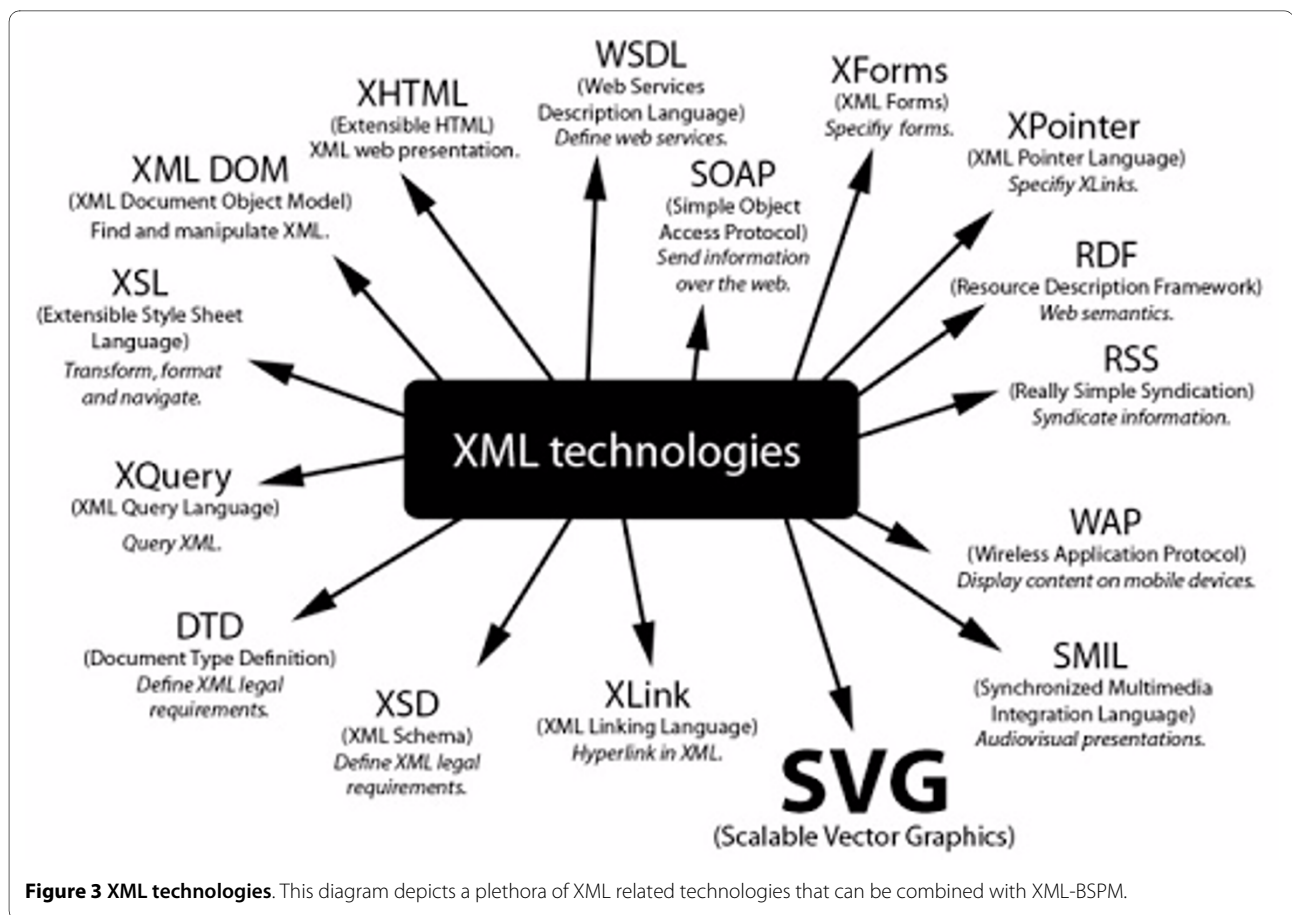 WSDL
(Web Services
Description Language)
Define web services.
XForms
(XML Forms)
Specifiy forms.
XHTML
(Extensible HTML)
XML web presentation.
XPointer
(XML Pointer Language)
Specifiy XLinks.
XML DOM
(XML Document Object Model)
Find and manipulate XML.
SOAP
(Simple Object
Access Protocol)
Send information
over the web.
RDF
(Resource Description Framework)
Web semantics.
XSL
(Extensible Style Sheet
Language)
Transform, format
and navigate.
RSS
(Really Simple Syndication)
Syndicate information.
XML technologies
XQuery
(XML Query Language)
Query XML.
WAP
(Wireless Application Protocol)
Display content on mobile devices.
DTD
(Document Type Definition)
Define XML legal
requirements.
XSD
(XML Schema)
Define XML legal
requirements.
XLink
(XML Linking Language)
Hyperlink in XML.
SMIL
(Synchronized Multimedia
Integration Language)
Audiovisual presentations.
SVG
(Scalable Vector Graphics)
Figure 3 XML technologies. This diagram depicts a plethora of XML related technologies that can be combined with XML-BSPM.